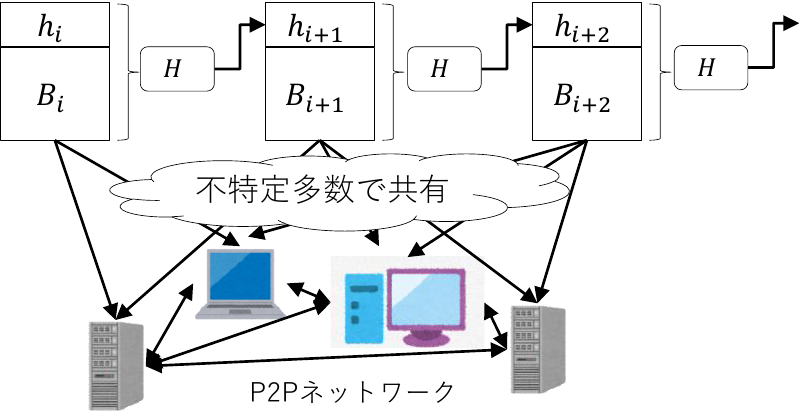 h_i
H
h_{i+1}
H
h_{i+2}
H
B_i
B_{i+1}
B_{i+2}
不特定多数で共有
P2Pネットワーク